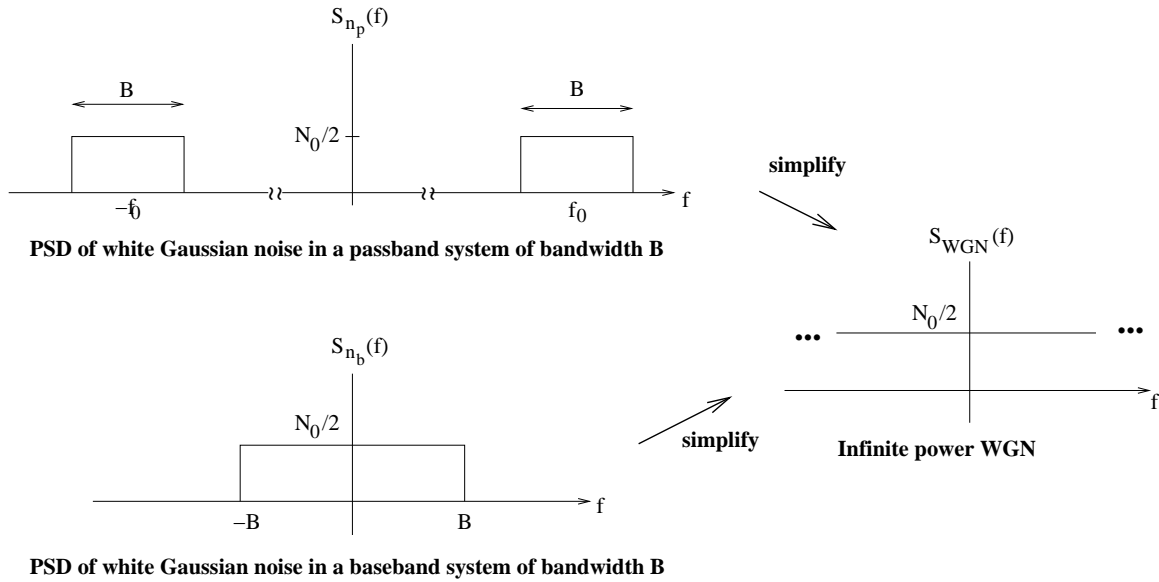 S_{n_p}(f)
B
B
N_0/2
−f_0
f_0
f
PSD of white Gaussian noise in a passband system of bandwidth B
simplify
S_{WGN}(f)
N_0/2
f
Infinite power WGN
S_{n_b}(f)
N_0/2
−B
B
f
simplify
PSD of white Gaussian noise in a baseband system of bandwidth B